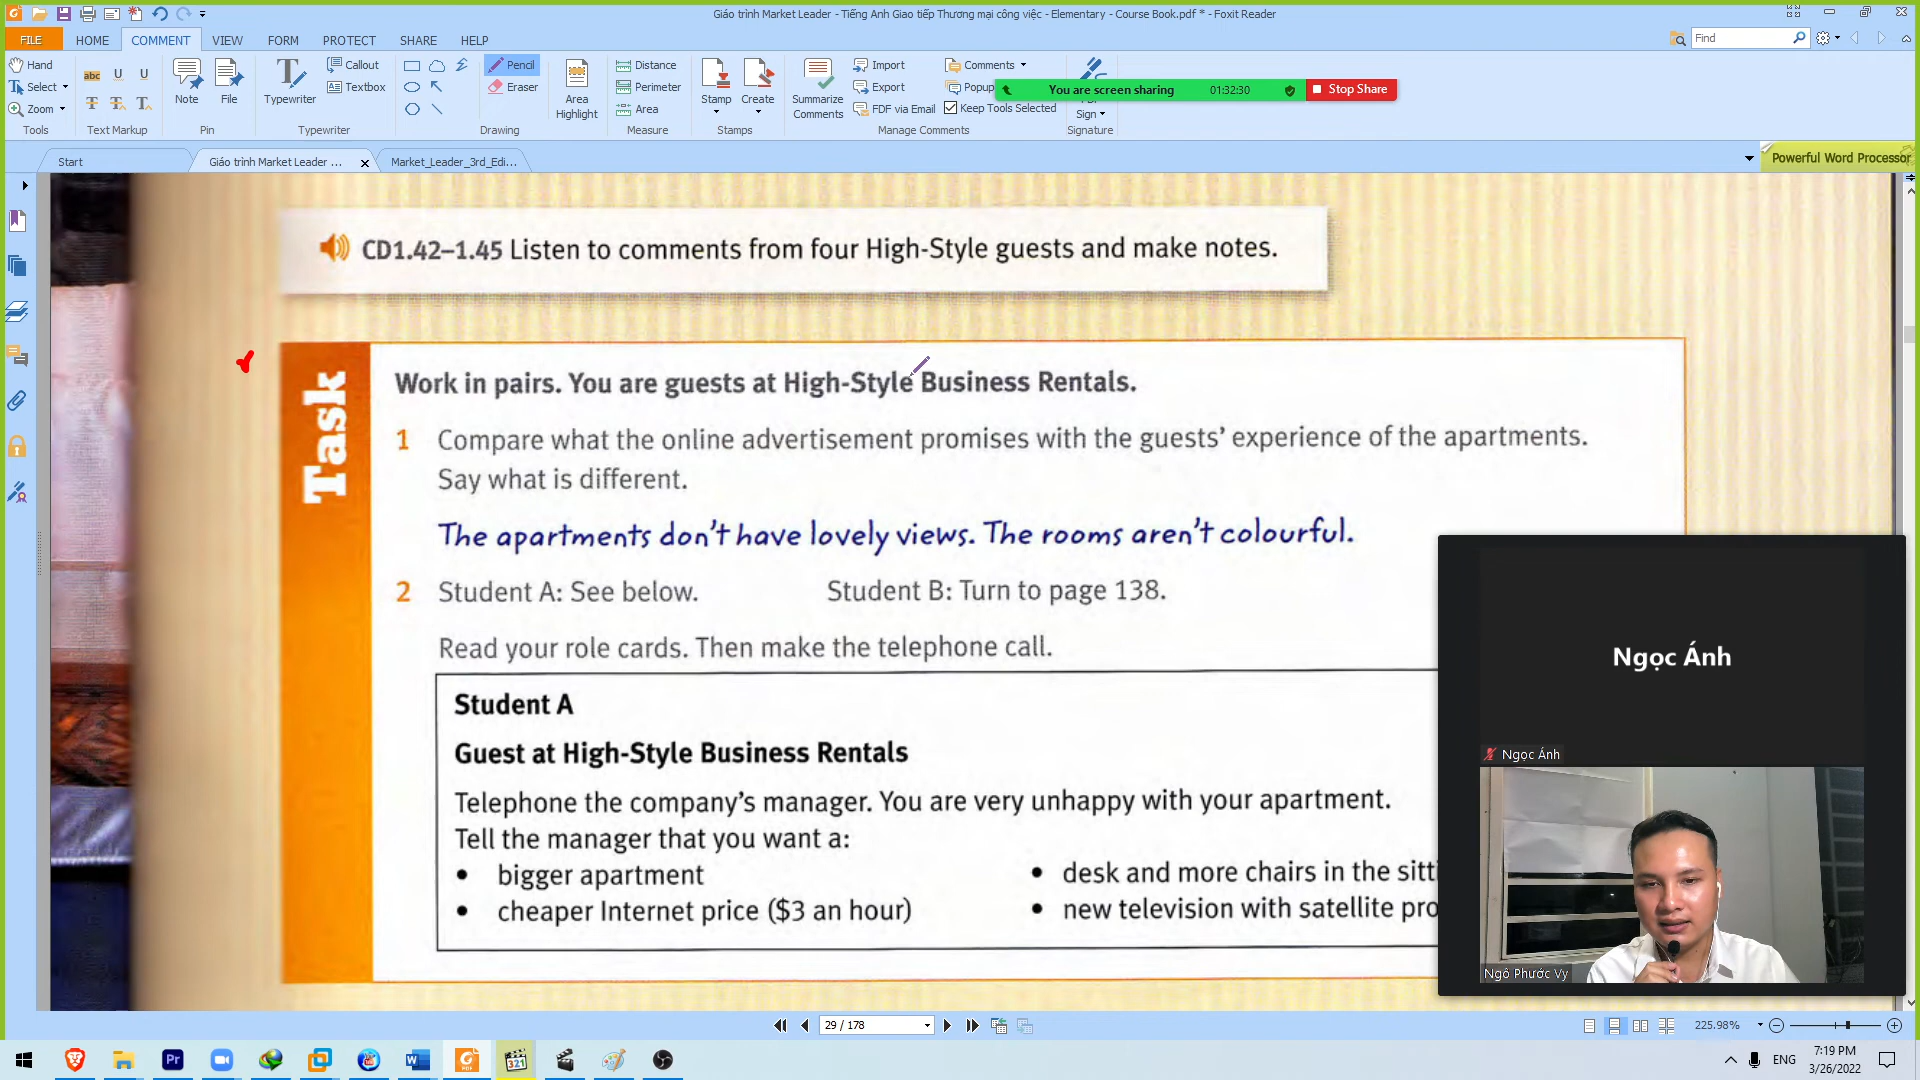 Giáo trình Market Leader - Tiếng Anh Giao tiếp Thương mại công việc - Elementary - Course Book.pdf * - Foxit Reader
FILE HOME COMMENT VIEW FORM PROTECT SHARE HELP
Find
Hand
Select
Zoom
Tools
abc U U
T T T
Text Markup
Note
File
Pin
Typewriter
Callout
Textbox
Typewriter
Pencil
Eraser
Drawing
Area
Highlight
Distance
Perimeter
Area
Measure
Stamp
Create
Stamps
Summarize
Comments
Import
Export
FDF via Email
Comments
Popup
Keep Tools Selected
Manage Comments
Sign
Signature
You are screen sharing 01:32:30 Stop Share
Start
Giáo trình Market Leader ...
Market_Leader_3rd_Edi...
Powerful Word Processor
CD1.42–1.45 Listen to comments from four High-Style guests and make notes.
Task
Work in pairs. You are guests at High-Style Business Rentals.
1 Compare what the online advertisement promises with the guests' experience of the apartments.
Say what is different.
The apartments don't have lovely views. The rooms aren't colourful.
2 Student A: See below. Student B: Turn to page 138.
Read your role cards. Then make the telephone call.
Student A
Guest at High-Style Business Rentals
Telephone the company's manager. You are very unhappy with your apartment.
Tell the manager that you want a:
• bigger apartment
• cheaper Internet price ($3 an hour)
• desk and more chairs in the sitti
• new television with satellite pro
Ngọc Ánh
Ngọc Ánh
Ngô Phước Vy
29 / 178
225.98%
Pr
321
ENG
7:19 PM
3/26/2022